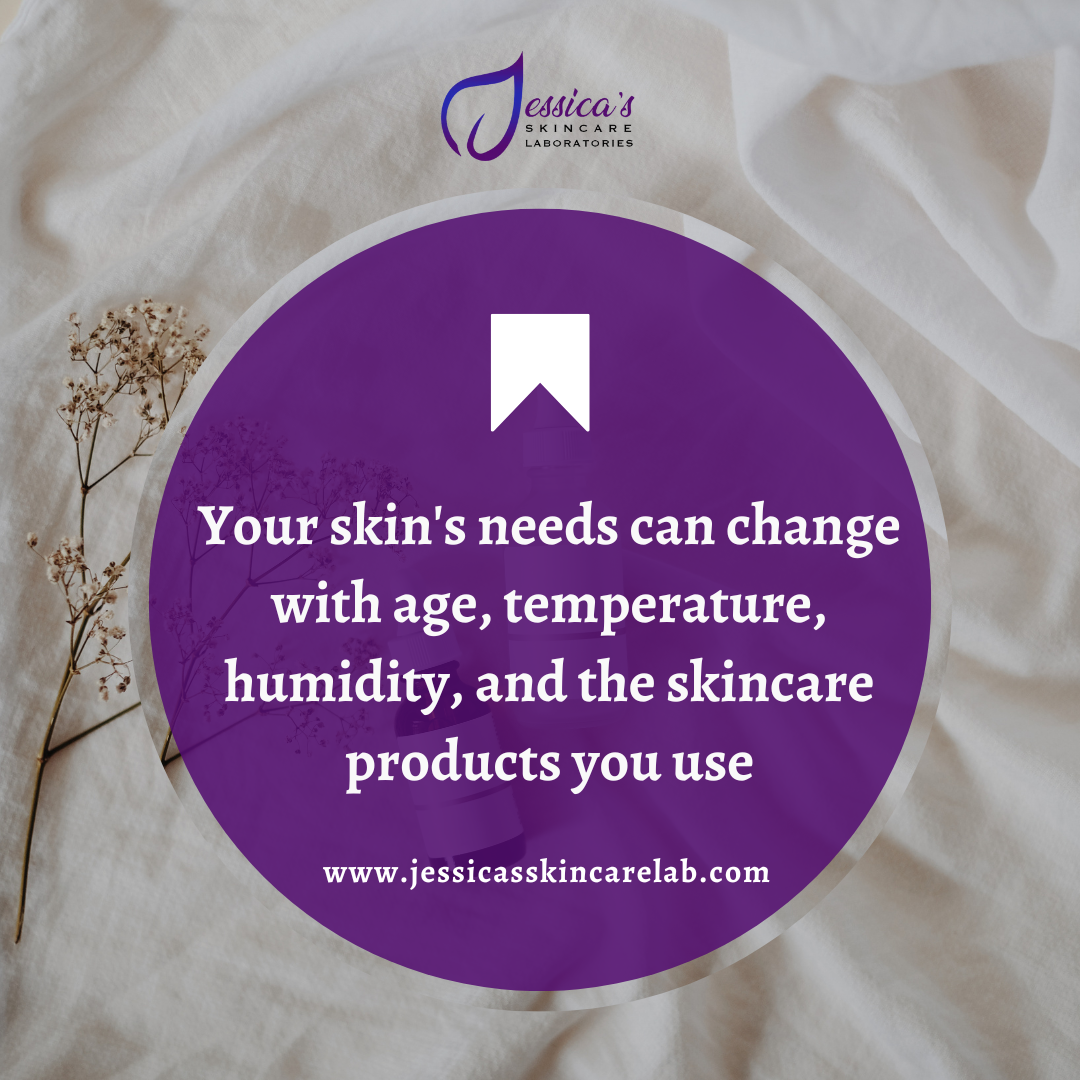 Jessica's
SKINCARE
LABORATORIES
Your skin's needs can change
with age, temperature,
humidity, and the skincare
products you use
www.jessicasskincarelab.com